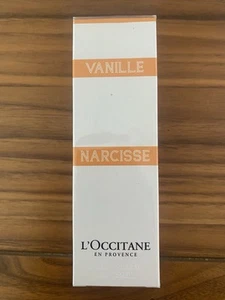 VANILLE
NARCISSE
L'OCCITANE
EN PROVENCE